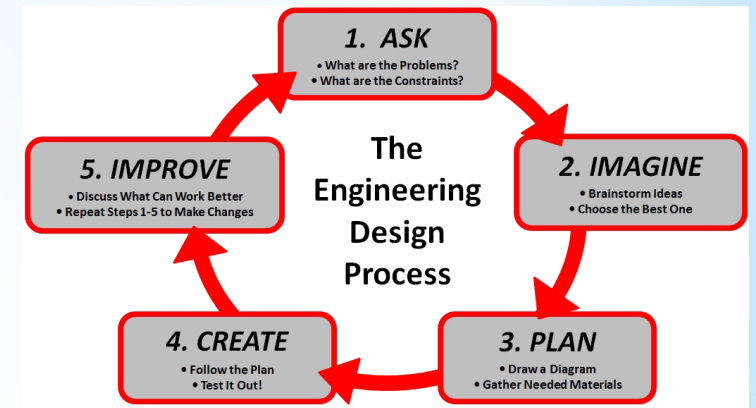 1. ASK
• What are the Problems?
• What are the Constraints?
The
Engineering
Design
Process
2. IMAGINE
• Brainstorm Ideas
• Choose the Best One
3. PLAN
• Draw a Diagram
• Gather Needed Materials
4. CREATE
• Follow the Plan
• Test It Out!
5. IMPROVE
• Discuss What Can Work Better
• Repeat Steps 1-5 to Make Changes